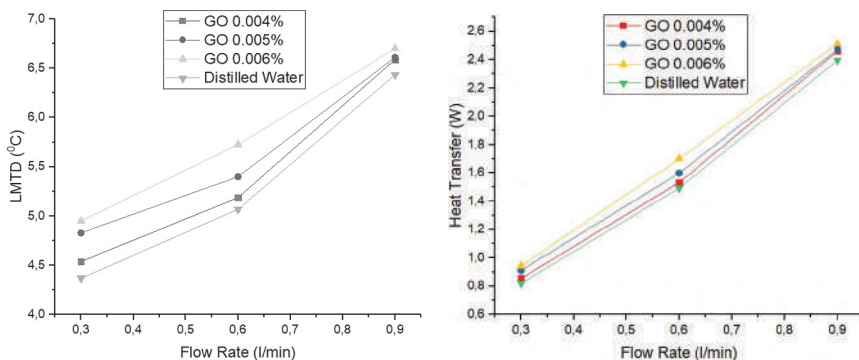 GO 0.004%
GO 0.005%
GO 0.006%
Distilled Water
7,0
6,5
6,0
5,5
5,0
4,5
4,0
LMTD (⁰C)
0,3 0,4 0,5 0,6 0,7 0,8 0,9
Flow Rate (l/min)
GO 0.004%
GO 0.005%
GO 0.006%
Distilled Water
2,6
2,4
2,2
2,0
1,8
1,6
1,4
1,2
1,0
0,8
0,6
Heat Transfer (W)
0,3 0,4 0,5 0,6 0,7 0,8 0,9
Flow Rate (l/min)